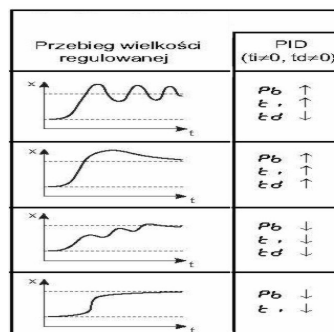 Przebieg wielkości
regulowanej
PID
(ti≠0, td≠0)
x
t
Pb ↑
ti ↑
td ↓
x
t
Pb ↑
ti ↑
td ↑
x
t
Pb ↓
ti ↓
td ↓
x
t
Pb ↓
ti ↓